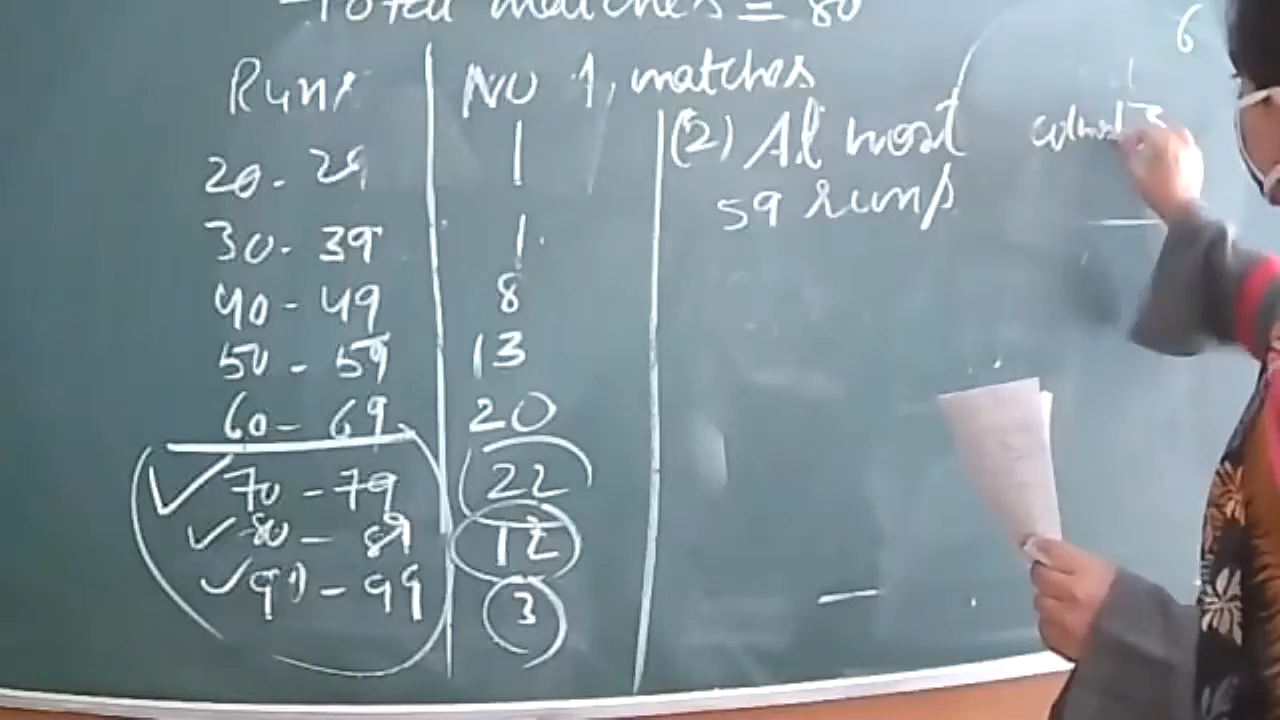 Total matches = 80
Runs No of matches
20 - 29 1
30 - 39 1
40 - 49 8
50 - 59 13
60 - 69 20
70 - 79 22
80 - 89 12
90 - 99 3
(2) At most
59 runs
6